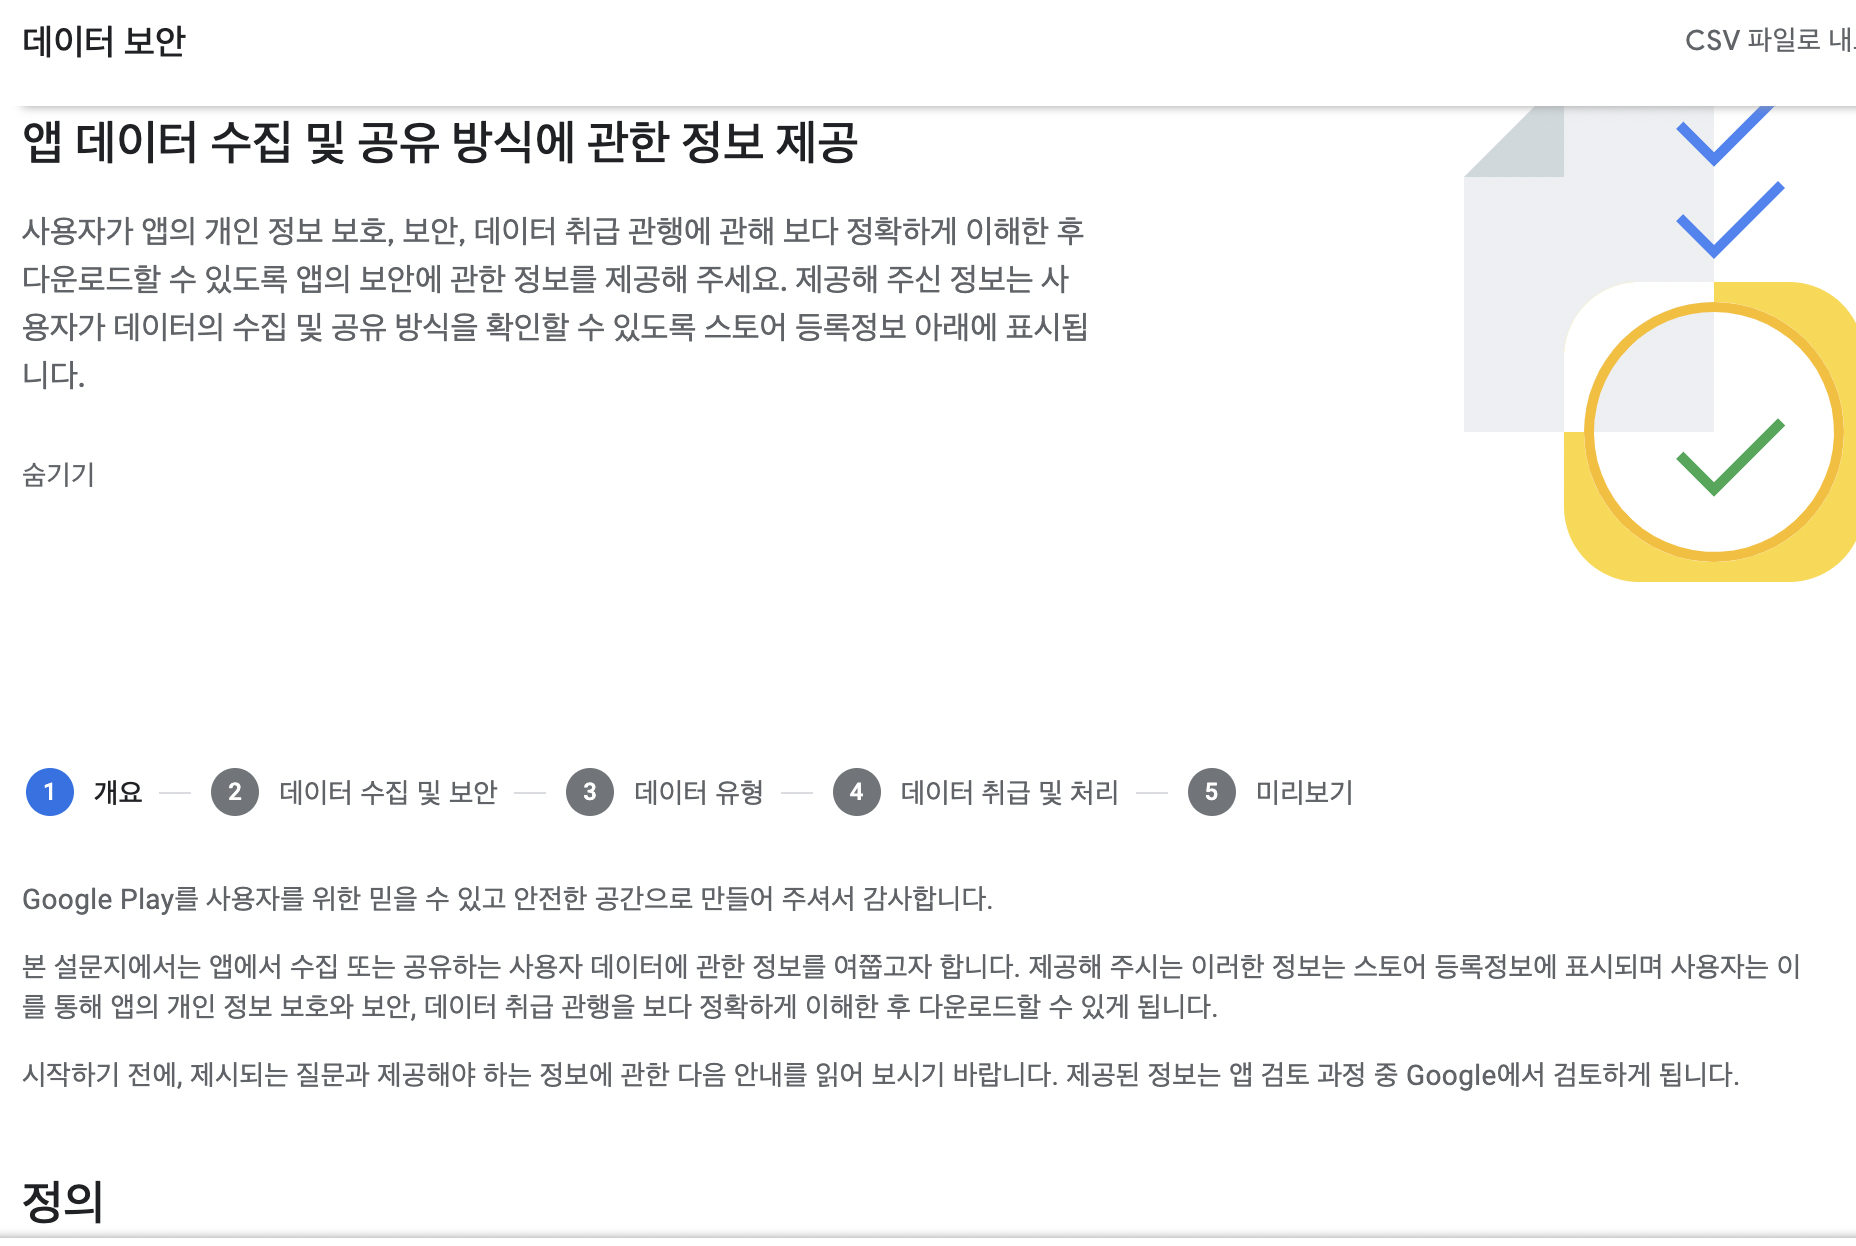 데이터 보안
CSV 파일로
앱 데이터 수집 및 공유 방식에 관한 정보 제공
사용자가 앱의 개인 정보 보호, 보안, 데이터 취급 관행에 관해 보다 정확하게 이해한 후
다운로드할 수 있도록 앱의 보안에 관한 정보를 제공해 주세요. 제공해 주신 정보는 사
용자가 데이터의 수집 및 공유 방식을 확인할 수 있도록 스토어 등록정보 아래에 표시됩
니다.
숨기기
1 개요 2 데이터 수집 및 보안 3 데이터 유형 4 데이터 취급 및 처리 5 미리보기
Google Play를 사용자를 위한 믿을 수 있고 안전한 공간으로 만들어 주셔서 감사합니다.
본 설문지에서는 앱에서 수집 또는 공유하는 사용자 데이터에 관한 정보를 여쭙고자 합니다. 제공해 주시는 이러한 정보는 스토어 등록정보에 표시되며 사용자는 이
를 통해 앱의 개인 정보 보호와 보안, 데이터 취급 관행을 보다 정확하게 이해한 후 다운로드할 수 있게 됩니다.
시작하기 전에, 제시되는 질문과 제공해야 하는 정보에 관한 다음 안내를 읽어 보시기 바랍니다. 제공된 정보는 앱 검토 과정 중 Google에서 검토하게 됩니다.
정의